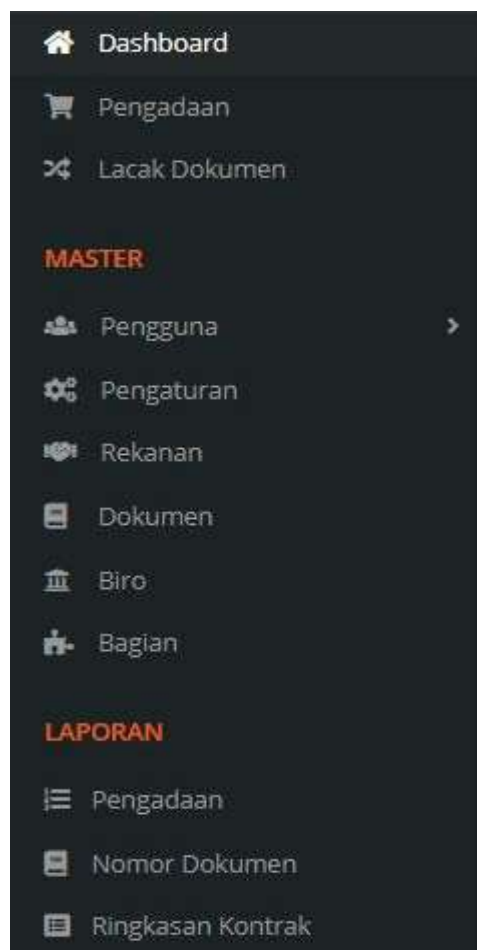 Dashboard
Pengadaan
Lacak Dokumen
MASTER
Pengguna
Pengaturan
Rekanan
Dokumen
Biro
Bagian
LAPORAN
Pengadaan
Nomor Dokumen
Ringkasan Kontrak